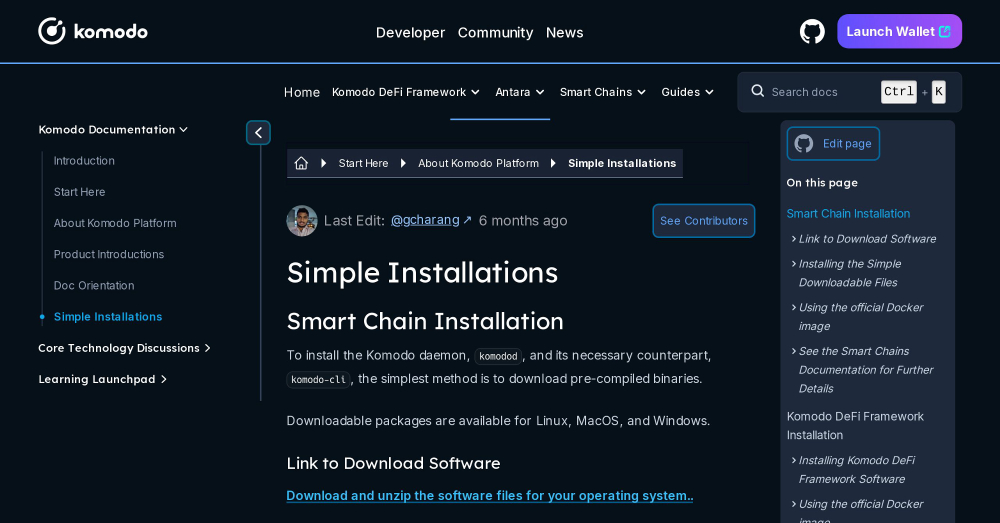 komodo
Developer Community News
Launch Wallet
Home Komodo DeFi Framework Antara Smart Chains Guides
Search docs Ctrl + K
Komodo Documentation
Introduction
Start Here
About Komodo Platform
Product Introductions
Doc Orientation
Simple Installations
Core Technology Discussions
Learning Launchpad
Start Here About Komodo Platform Simple Installations
Last Edit: @gcharang ↗ 6 months ago
See Contributors
Simple Installations
Smart Chain Installation
To install the Komodo daemon, komodod, and its necessary counterpart,
komodo-cli, the simplest method is to download pre-compiled binaries.
Downloadable packages are available for Linux, MacOS, and Windows.
Link to Download Software
Download and unzip the software files for your operating system..
Edit page
On this page
Smart Chain Installation
Link to Download Software
Installing the Simple
Downloadable Files
Using the official Docker
image
See the Smart Chains
Documentation for Further
Details
Komodo DeFi Framework
Installation
Installing Komodo DeFi
Framework Software
Using the official Docker
image